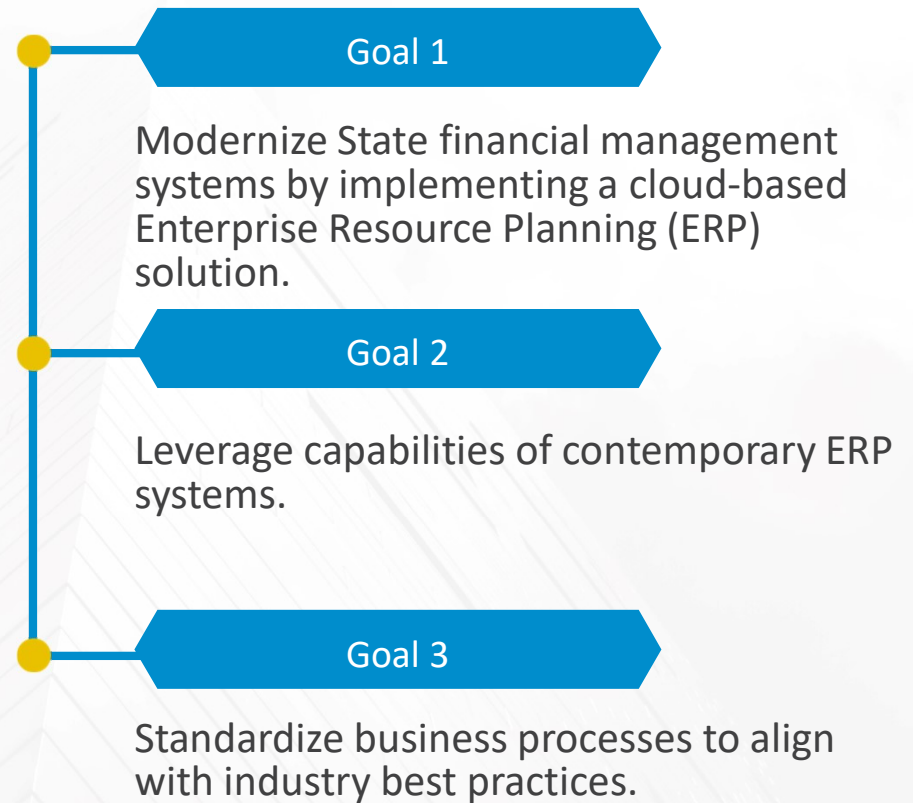 Goal 1
Modernize State financial management
systems by implementing a cloud-based
Enterprise Resource Planning (ERP)
solution.
Goal 2
Leverage capabilities of contemporary ERP
systems.
Goal 3
Standardize business processes to align
with industry best practices.